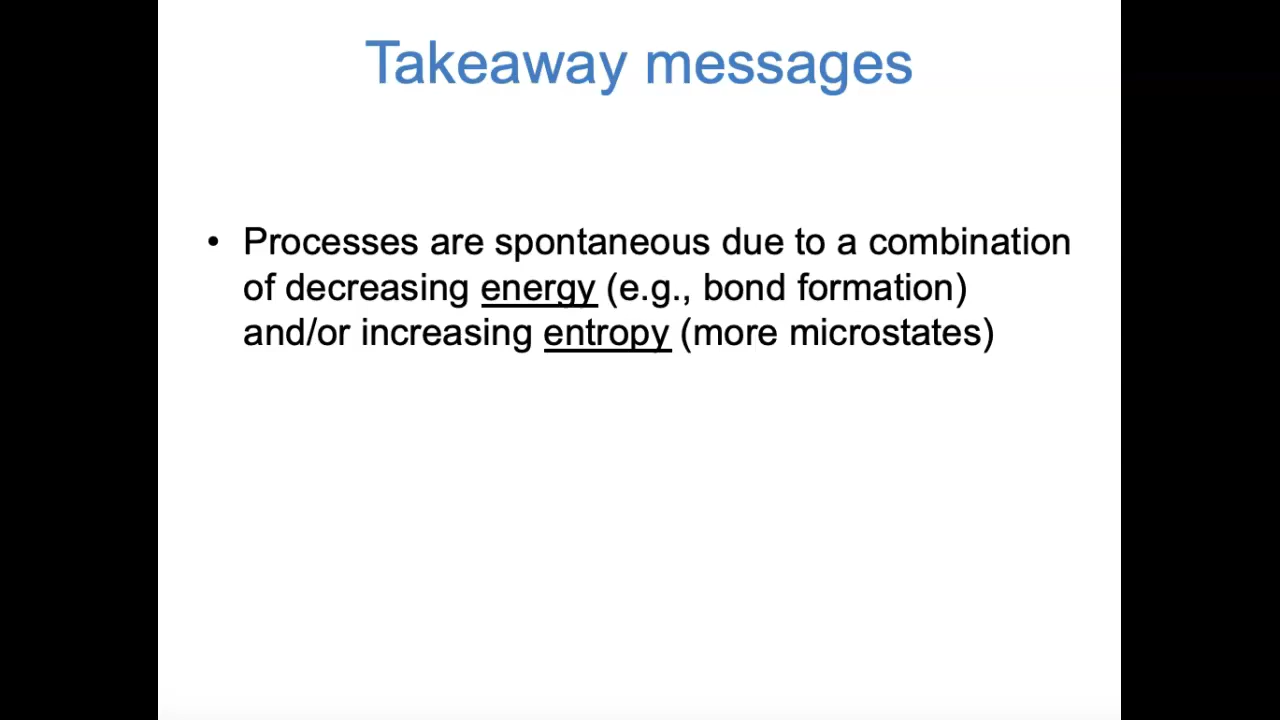 Takeaway messages
• Processes are spontaneous due to a combination
of decreasing energy (e.g., bond formation)
and/or increasing entropy (more microstates)